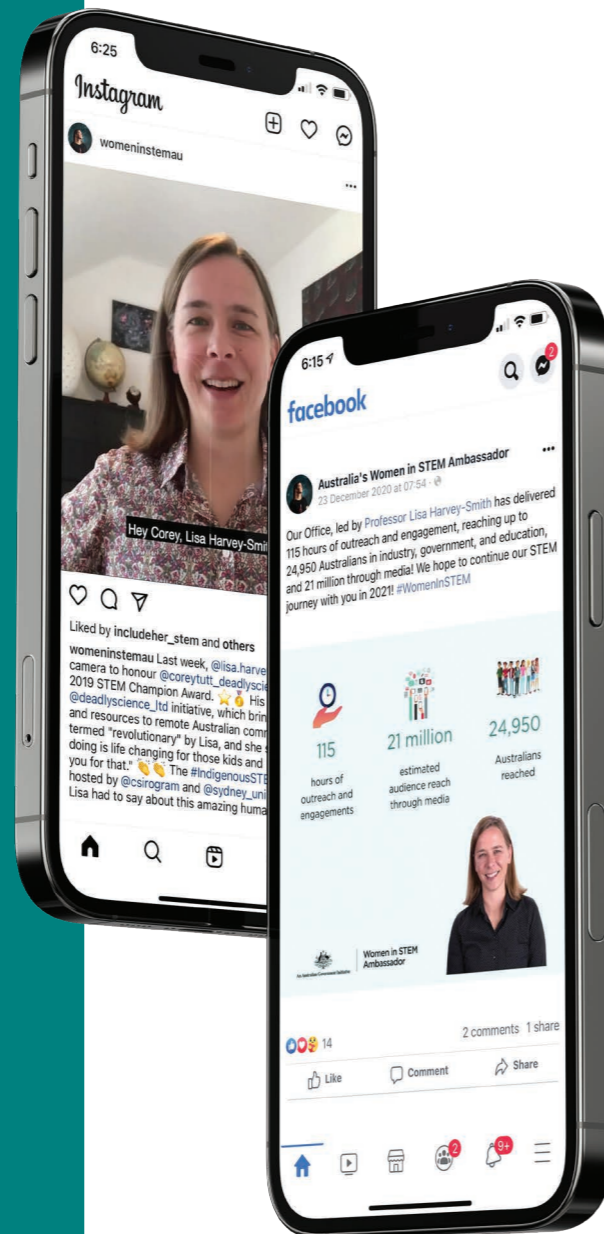 6:25
Instagram
womeninstemau
Hey Corey, Lisa Harvey-Smi
Liked by includeher_stem and others
womeninstemau Last week, @lisa.harve
camera to honour @coreytutt_deadlyscie
2019 STEM Champion Award. ⭐🏅 His
@deadlyscience_ltd initiative, which brin
and resources to remote Australian comm
termed "revolutionary" by Lisa, and she s
doing is life changing for those kids and
you for that." 👏👏 The #IndigenousSTE
hosted by @csirogram and @sydney_uni
Lisa had to say about this amazing huma
6:15
2
facebook
Australia's Women in STEM Ambassador
23 December 2020 at 07:54 ·
Our Office, led by Professor Lisa Harvey-Smith has delivered
115 hours of outreach and engagement, reaching up to
24,950 Australians in industry, government, and education,
and 21 million through media! We hope to continue our STEM
journey with you in 2021! #WomenInSTEM
115
hours of
outreach and
engagements
21 million
estimated
audience reach
through media
24,950
Australians
reached
An Australian Government Initiative
Women in STEM
Ambassador
14
2 comments 1 share
Like
Comment
Share
2
9+